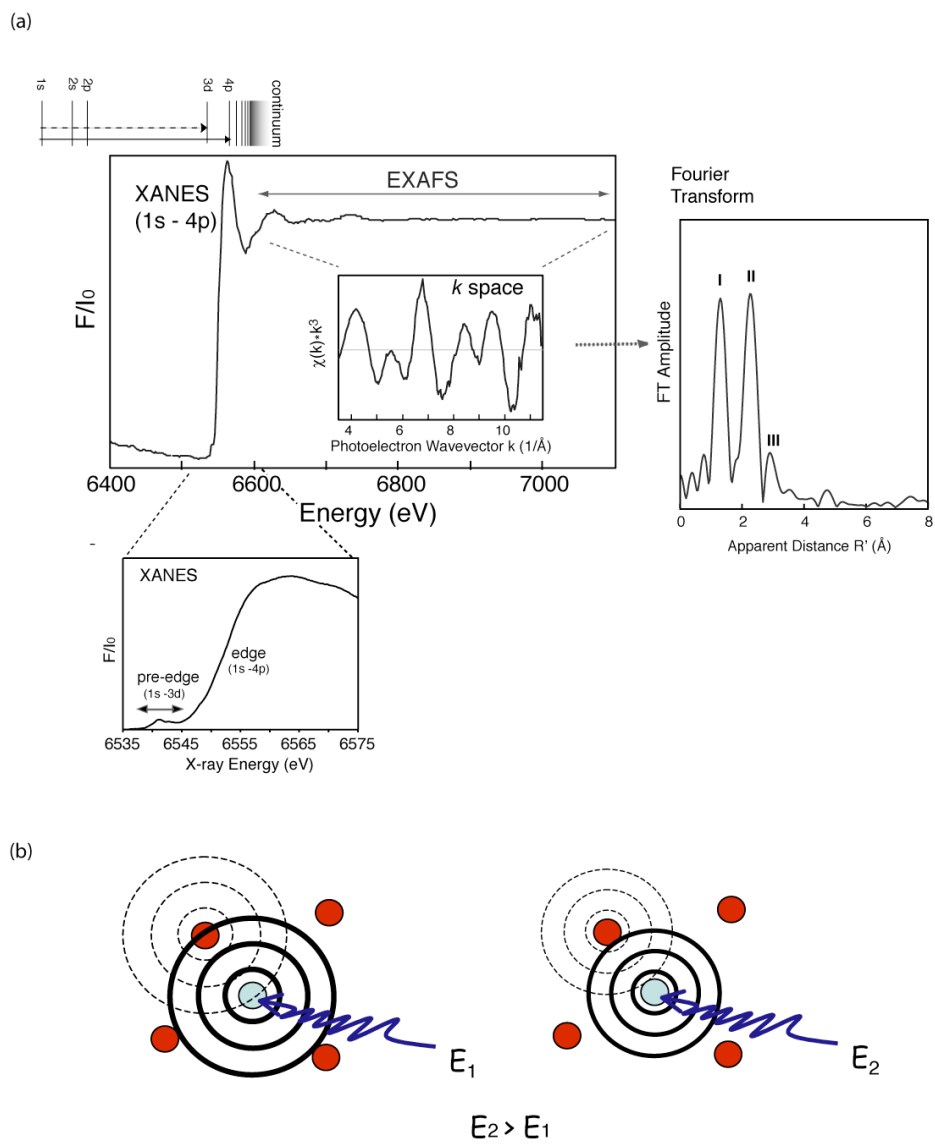 (a)
1s
2s
2p
3d
4p
continuum
XANES
(1s - 4p)
EXAFS
F/I0
k space
χ(k)*k3
4 6 8 10
Photoelectron Wavevector k (1/Å)
6400 6600 6800 7000
Energy (eV)
Fourier
Transform
I II
III
FT Amplitude
0 2 4 6 8
Apparent Distance R' (Å)
XANES
F/I0
pre-edge
(1s -3d)
edge
(1s -4p)
6535 6545 6555 6565 6575
X-ray Energy (eV)
(b)
E1
E2
E2 > E1